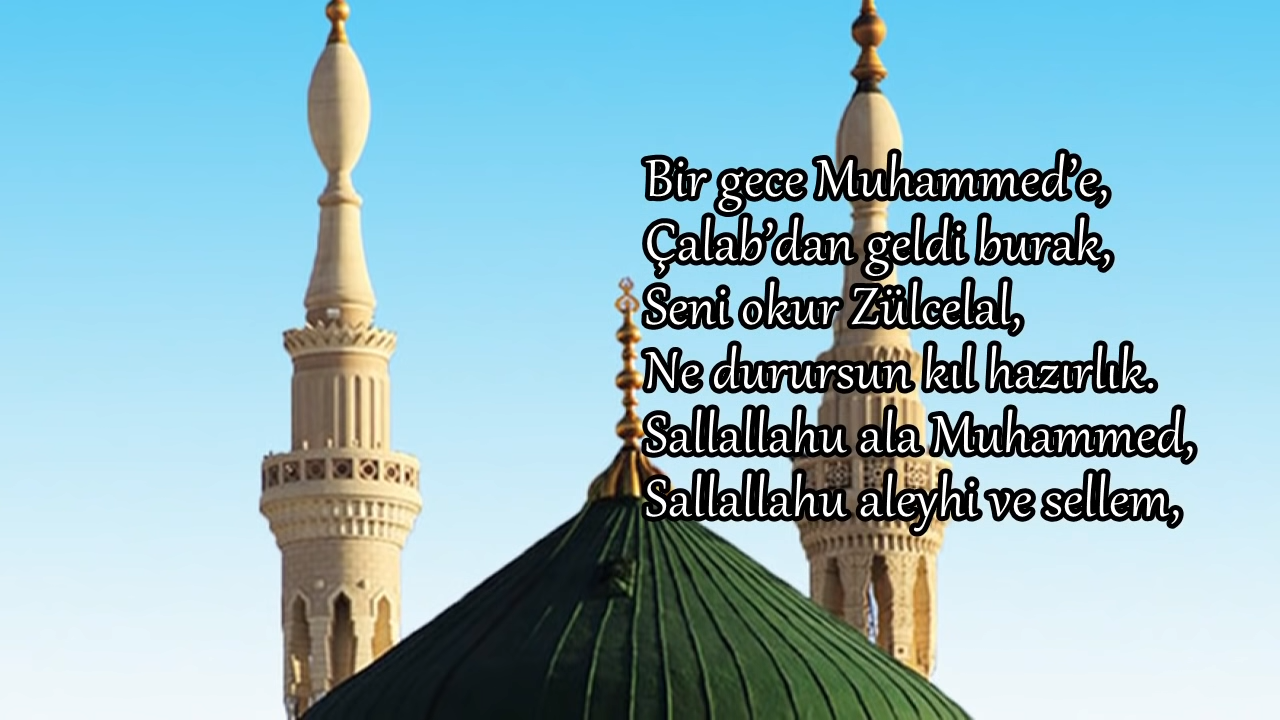 Bir gece Muhammed’e,
Çalab’dan geldi burak,
Seni okur Zülcelal,
Ne durursun kıl hazırlık.
Sallallahu ala Muhammed,
Sallallahu aleyhi ve sellem,